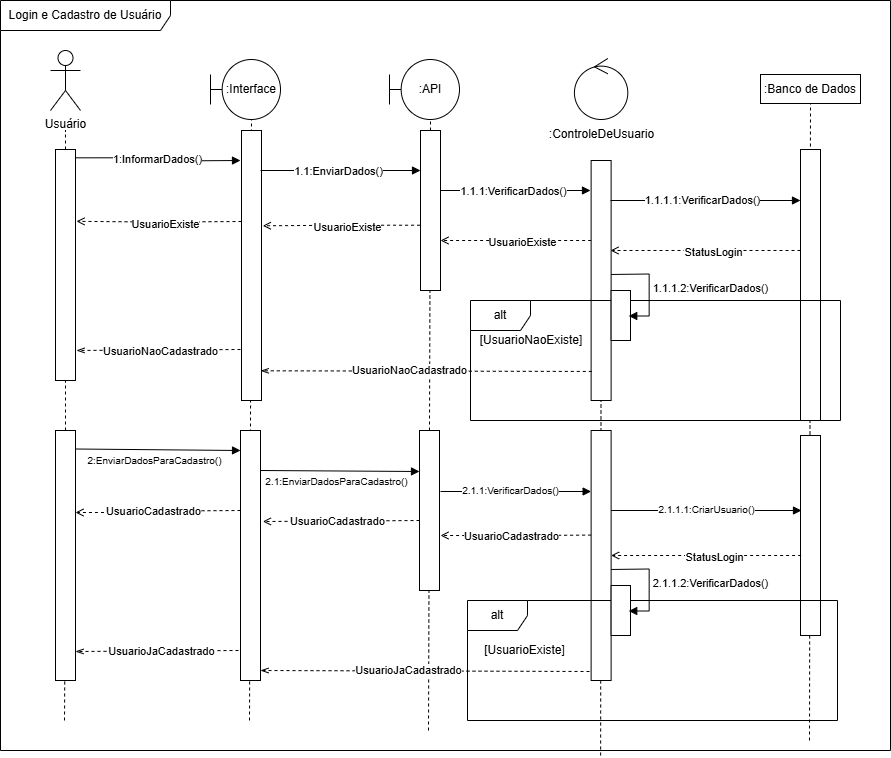 Login e Cadastro de Usuário
:Interface
:API
:Banco de Dados
Usuário
:ControleDeUsuario
1:InformarDados()
1.1:EnviarDados()
1.1.1:VerificarDados()
1.1.1.1:VerificarDados()
UsuarioExiste
UsuarioExiste
UsuarioExiste
StatusLogin
1.1.1.2:VerificarDados()
alt
[UsuarioNaoExiste]
UsuarioNaoCadastrado
UsuarioNaoCadastrado
2:EnviarDadosParaCadastro()
2.1:EnviarDadosParaCadastro()
2.1.1:VerificarDados()
2.1.1.1:CriarUsuario()
UsuarioCadastrado
UsuarioCadastrado
UsuarioCadastrado
StatusLogin
2.1.1.2:VerificarDados()
alt
[UsuarioExiste]
UsuarioJaCadastrado
UsuarioJaCadastrado